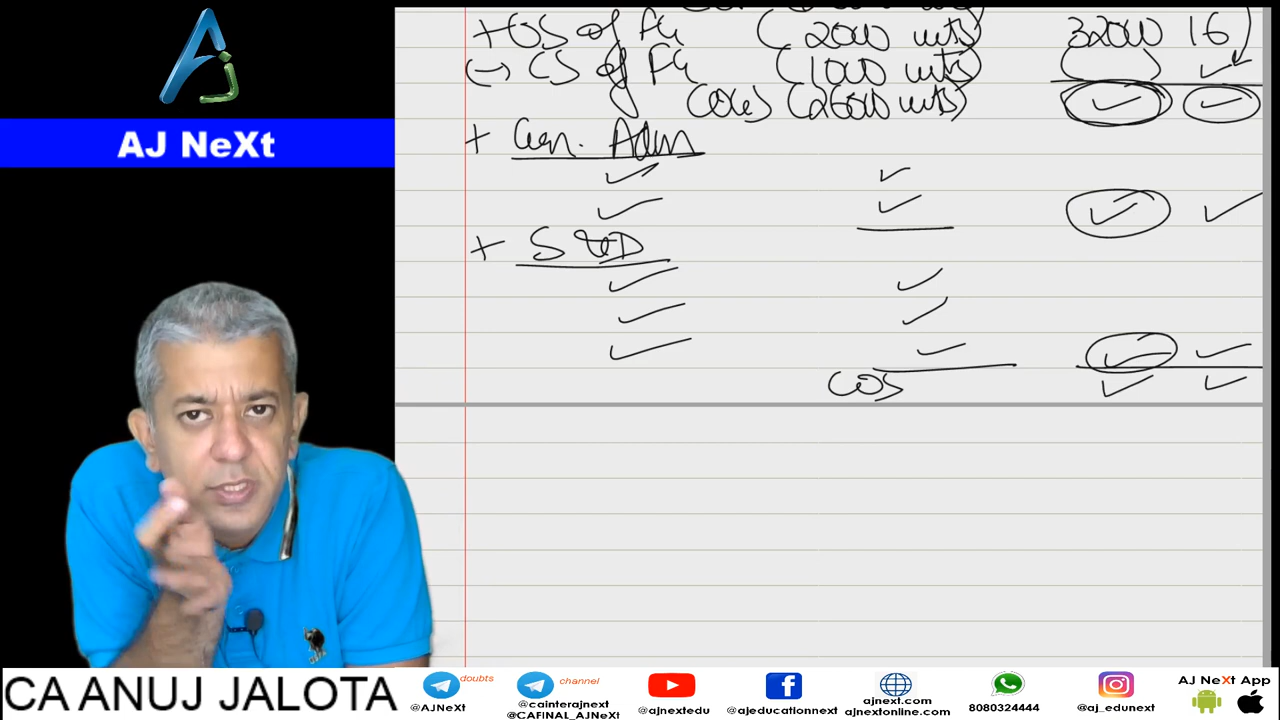 AJ NeXt
+ OS of FG (2000 units) 32000 16
(-) CS of FG (1000 units) ( )
COGS (26000 units)
+ Gen. Adm
+ S & D
COS
CA ANUJ JALOTA
doubts
@AJNeXt
channel
@cainterajnext
@CAFINAL_AJNeXt
@ajnextedu
@ajeducationnext
ajnext.com
ajnextonline.com
8080324444
@aj_edunext
AJ NeXt App